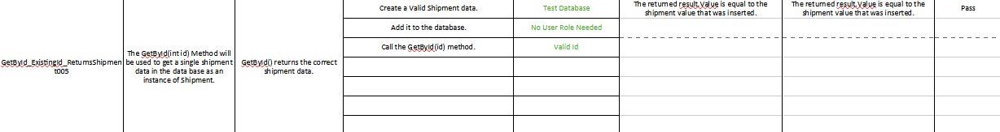 GetById_ExistingId_ReturnsShipmen
t005
The GetById(int id) Method will
be used to get a single shipment
data in the data base as an
instance of Shipment.
GetById() returns the correct
shipment data.
Create a Valid Shipment data.
Test Database
The returned result.Value is equal to the
shipment value that was inserted.
The returned result.Value is equal to the
shipment value that was inserted.
Pass
Add it to the database.
No User Role Needed
Call the GetById(id) method.
Valid Id